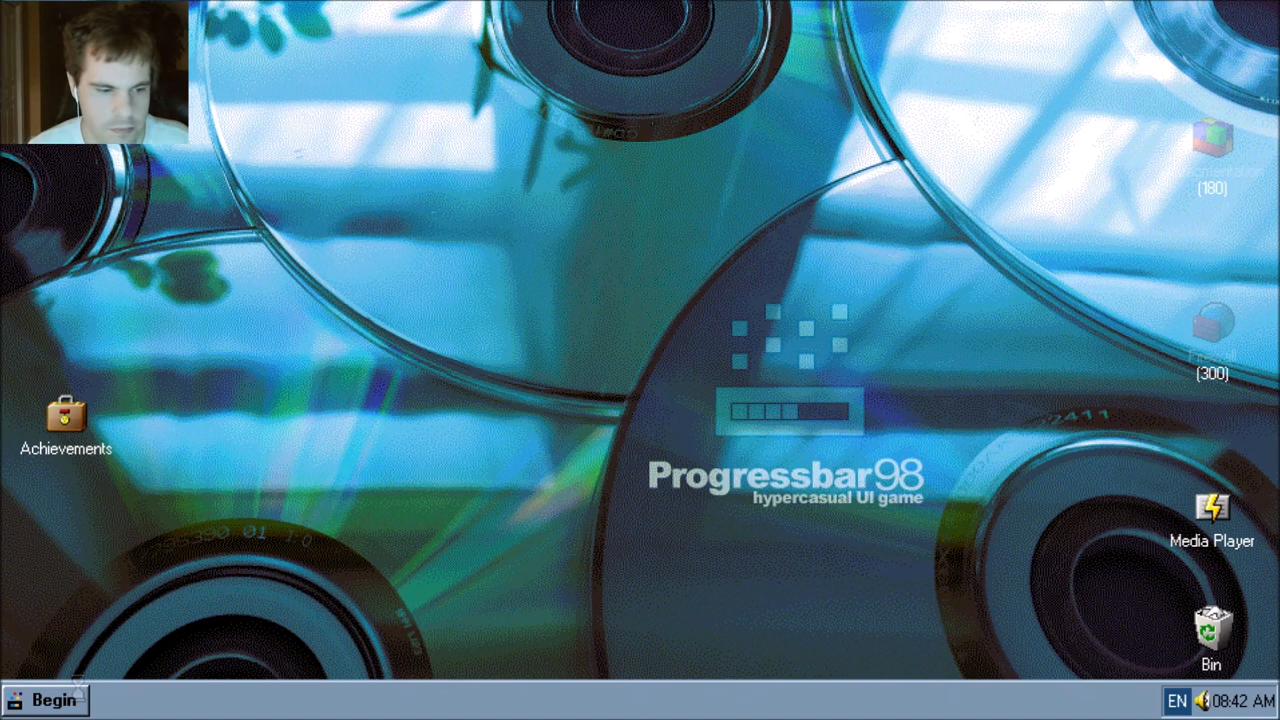 (180)
(300)
Achievements
Progressbar98
hypercasual UI game
Media Player
Bin
Begin
EN 08:42 AM